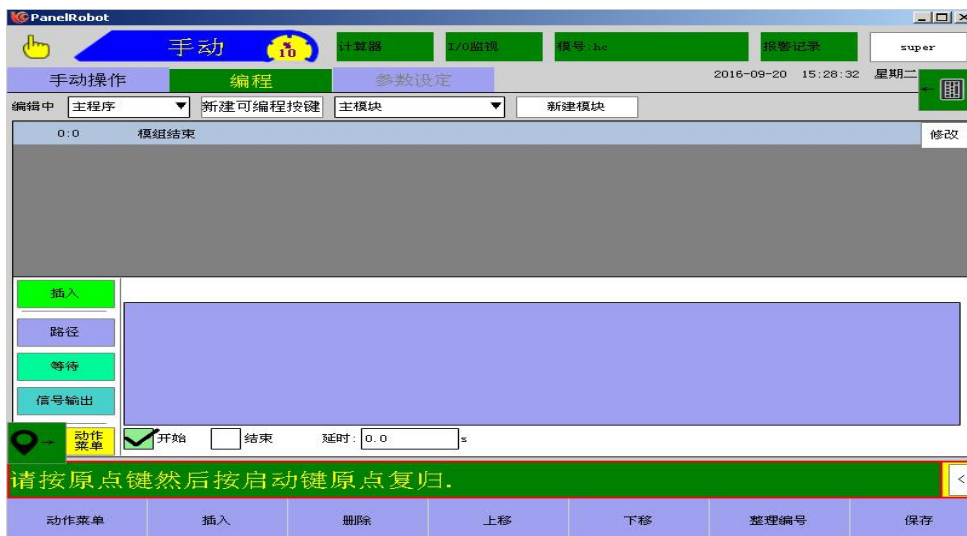 PanelRobot
手动 % 10 计算器 I/O监视 模号:hc 报警记录 super
手动操作 编程 参数设定 2016-09-20 15:28:32 星期二
编辑中 主程序 新建可编程按键 主模块 新建模块
0:0 模组结束 修改
插入
路径
等待
信号输出
动作菜单 开始 结束 延时: 0.0 s
请按原点键然后按启动键原点复归. <
动作菜单 插入 删除 上移 下移 整理编号 保存